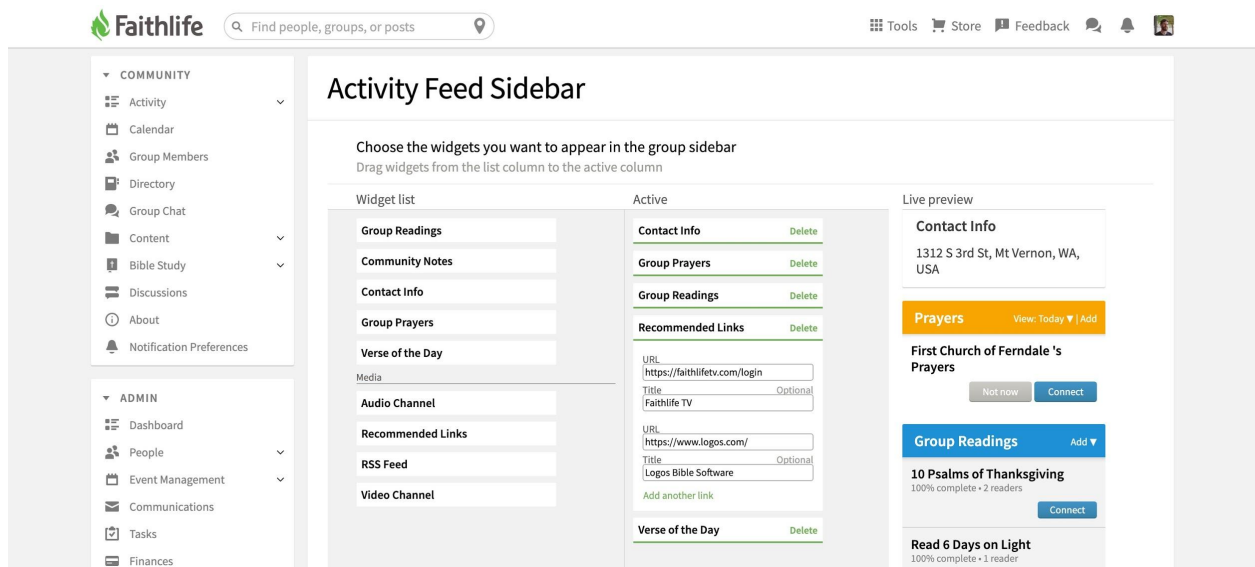 Faithlife
Find people, groups, or posts
Tools Store Feedback
COMMUNITY
Activity
Calendar
Group Members
Directory
Group Chat
Content
Bible Study
Discussions
About
Notification Preferences
ADMIN
Dashboard
People
Event Management
Communications
Tasks
Finances
Activity Feed Sidebar
Choose the widgets you want to appear in the group sidebar
Drag widgets from the list column to the active column
Widget list
Group Readings
Community Notes
Contact Info
Group Prayers
Verse of the Day
Media
Audio Channel
Recommended Links
RSS Feed
Video Channel
Active
Contact Info Delete
Group Prayers Delete
Group Readings Delete
Recommended Links Delete
URL
https://faithlifetv.com/login
Title Optional
Faithlife TV
URL
https://www.logos.com/
Title Optional
Logos Bible Software
Add another link
Verse of the Day Delete
Live preview
Contact Info
1312 S 3rd St, Mt Vernon, WA,
USA
Prayers View: Today ▼ | Add
First Church of Ferndale 's
Prayers
Not now Connect
Group Readings Add ▼
10 Psalms of Thanksgiving
100% complete • 2 readers
Connect
Read 6 Days on Light
100% complete • 1 reader